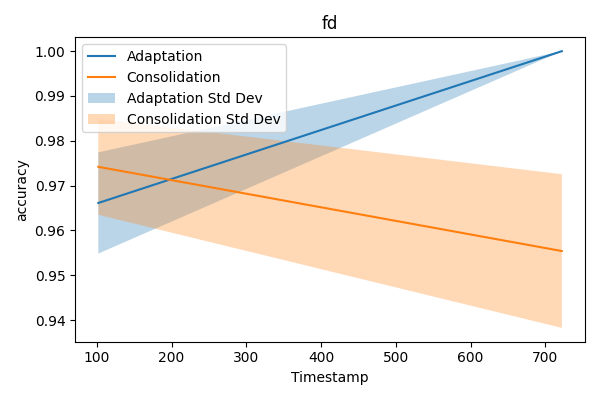 fd
Adaptation
Consolidation
Adaptation Std Dev
Consolidation Std Dev
accuracy
1.00
0.99
0.98
0.97
0.96
0.95
0.94
100 200 300 400 500 600 700
Timestamp